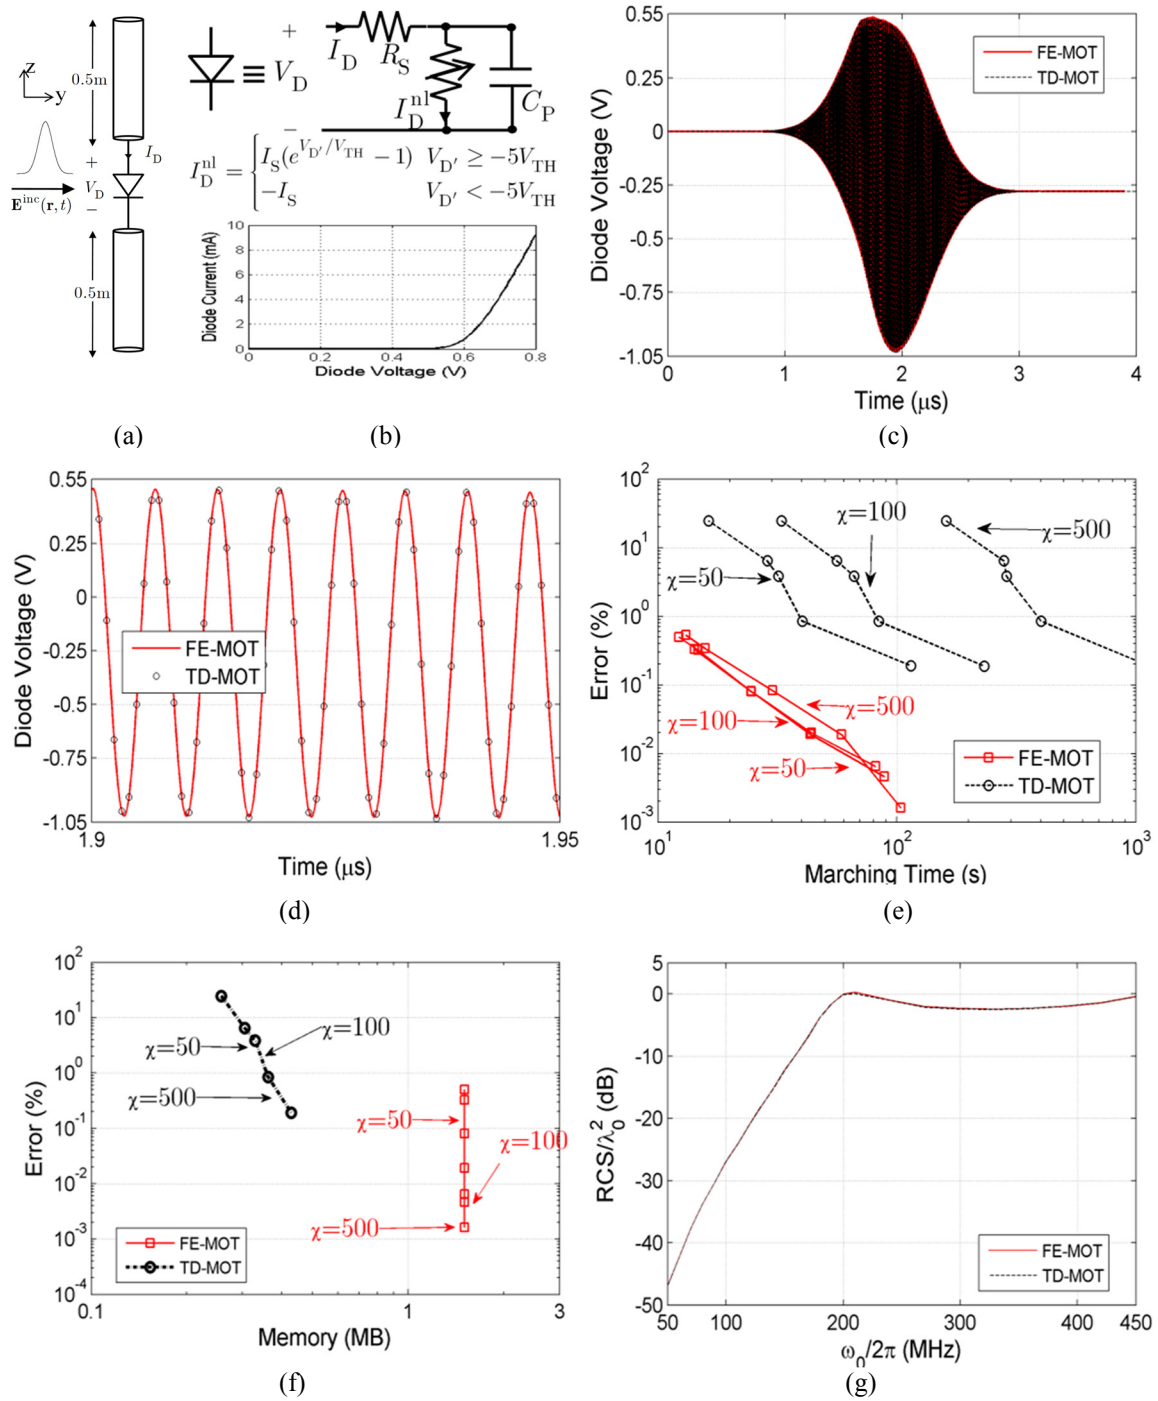 z
y
0.5m
I_D
+
V_D
−
E^inc(r, t)
0.5m
(a)
+
≡ V_D
−
I_D
R_S
I_D^nl
C_P
I_D^nl = { I_S(e^{V_D′/V_TH} − 1) V_D′ ≥ −5V_TH
−I_S V_D′ < −5V_TH
Diode Current (mA)
10
8
6
4
2
0
0 0.2 0.4 0.6 0.8
Diode Voltage (V)
(b)
Diode Voltage (V)
0.55
0.25
0
-0.25
-0.5
-0.75
-1.05
FE-MOT
TD-MOT
0 1 2 3 4
Time (μs)
(c)
Diode Voltage (V)
0.55
0.25
0
-0.25
-0.5
-0.75
-1.05
FE-MOT
TD-MOT
1.9 1.95
Time (μs)
(d)
Error (%)
10^2
10^1
10^0
10^-1
10^-2
10^-3
χ=50
χ=100
χ=500
χ=500
χ=100
χ=50
FE-MOT
TD-MOT
10^1 10^2 10^3
Marching Time (s)
(e)
Error (%)
10^2
10^1
10^0
10^-1
10^-2
10^-3
10^-4
χ=100
χ=50
χ=500
χ=50
χ=100
χ=500
FE-MOT
TD-MOT
0.1 1 3
Memory (MB)
(f)
RCS/λ_0^2 (dB)
5
0
-10
-20
-30
-40
-50
FE-MOT
TD-MOT
50 100 200 300 400 450
ω_0/2π (MHz)
(g)